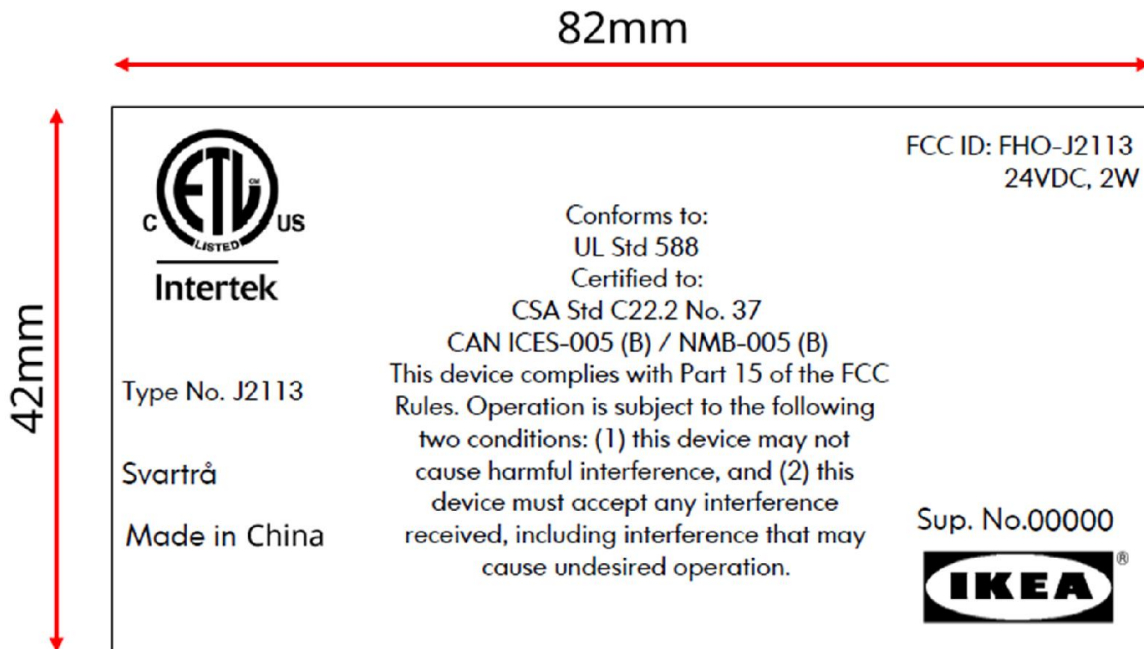 82mm
42mm
ETL CM
C US
LISTED
Intertek
Type No. J2113
Svartrå
Made in China
Conforms to:
UL Std 588
Certified to:
CSA Std C22.2 No. 37
CAN ICES-005 (B) / NMB-005 (B)
This device complies with Part 15 of the FCC
Rules. Operation is subject to the following
two conditions: (1) this device may not
cause harmful interference, and (2) this
device must accept any interference
received, including interference that may
cause undesired operation.
FCC ID: FHO-J2113
24VDC, 2W
Sup. No.00000
IKEA®